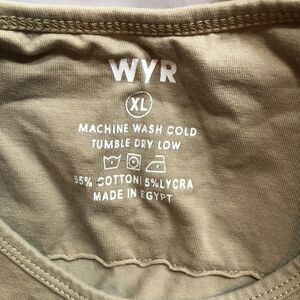 WYR
XL
MACHINE WASH COLD
TUMBLE DRY LOW
95% COTTON 5% LYCRA
MADE IN EGYPT